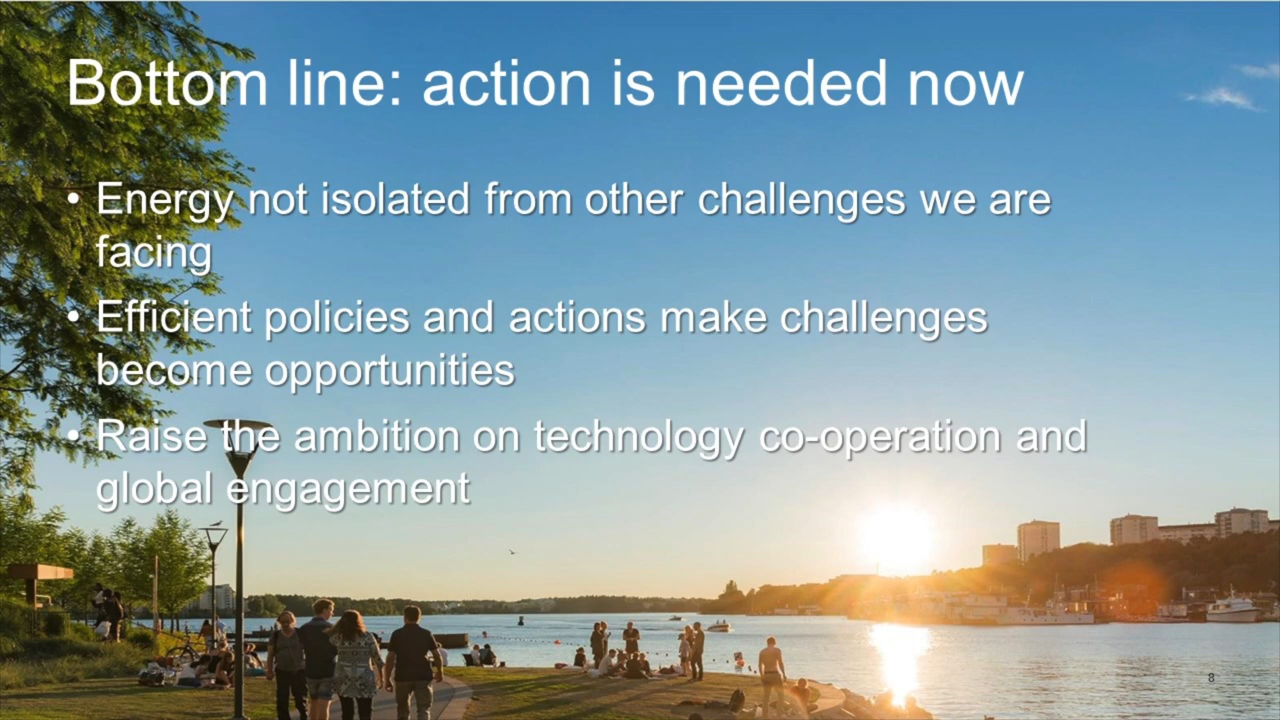 Bottom line: action is needed now
• Energy not isolated from other challenges we are
facing
• Efficient policies and actions make challenges
become opportunities
• Raise the ambition on technology co-operation and
global engagement
8